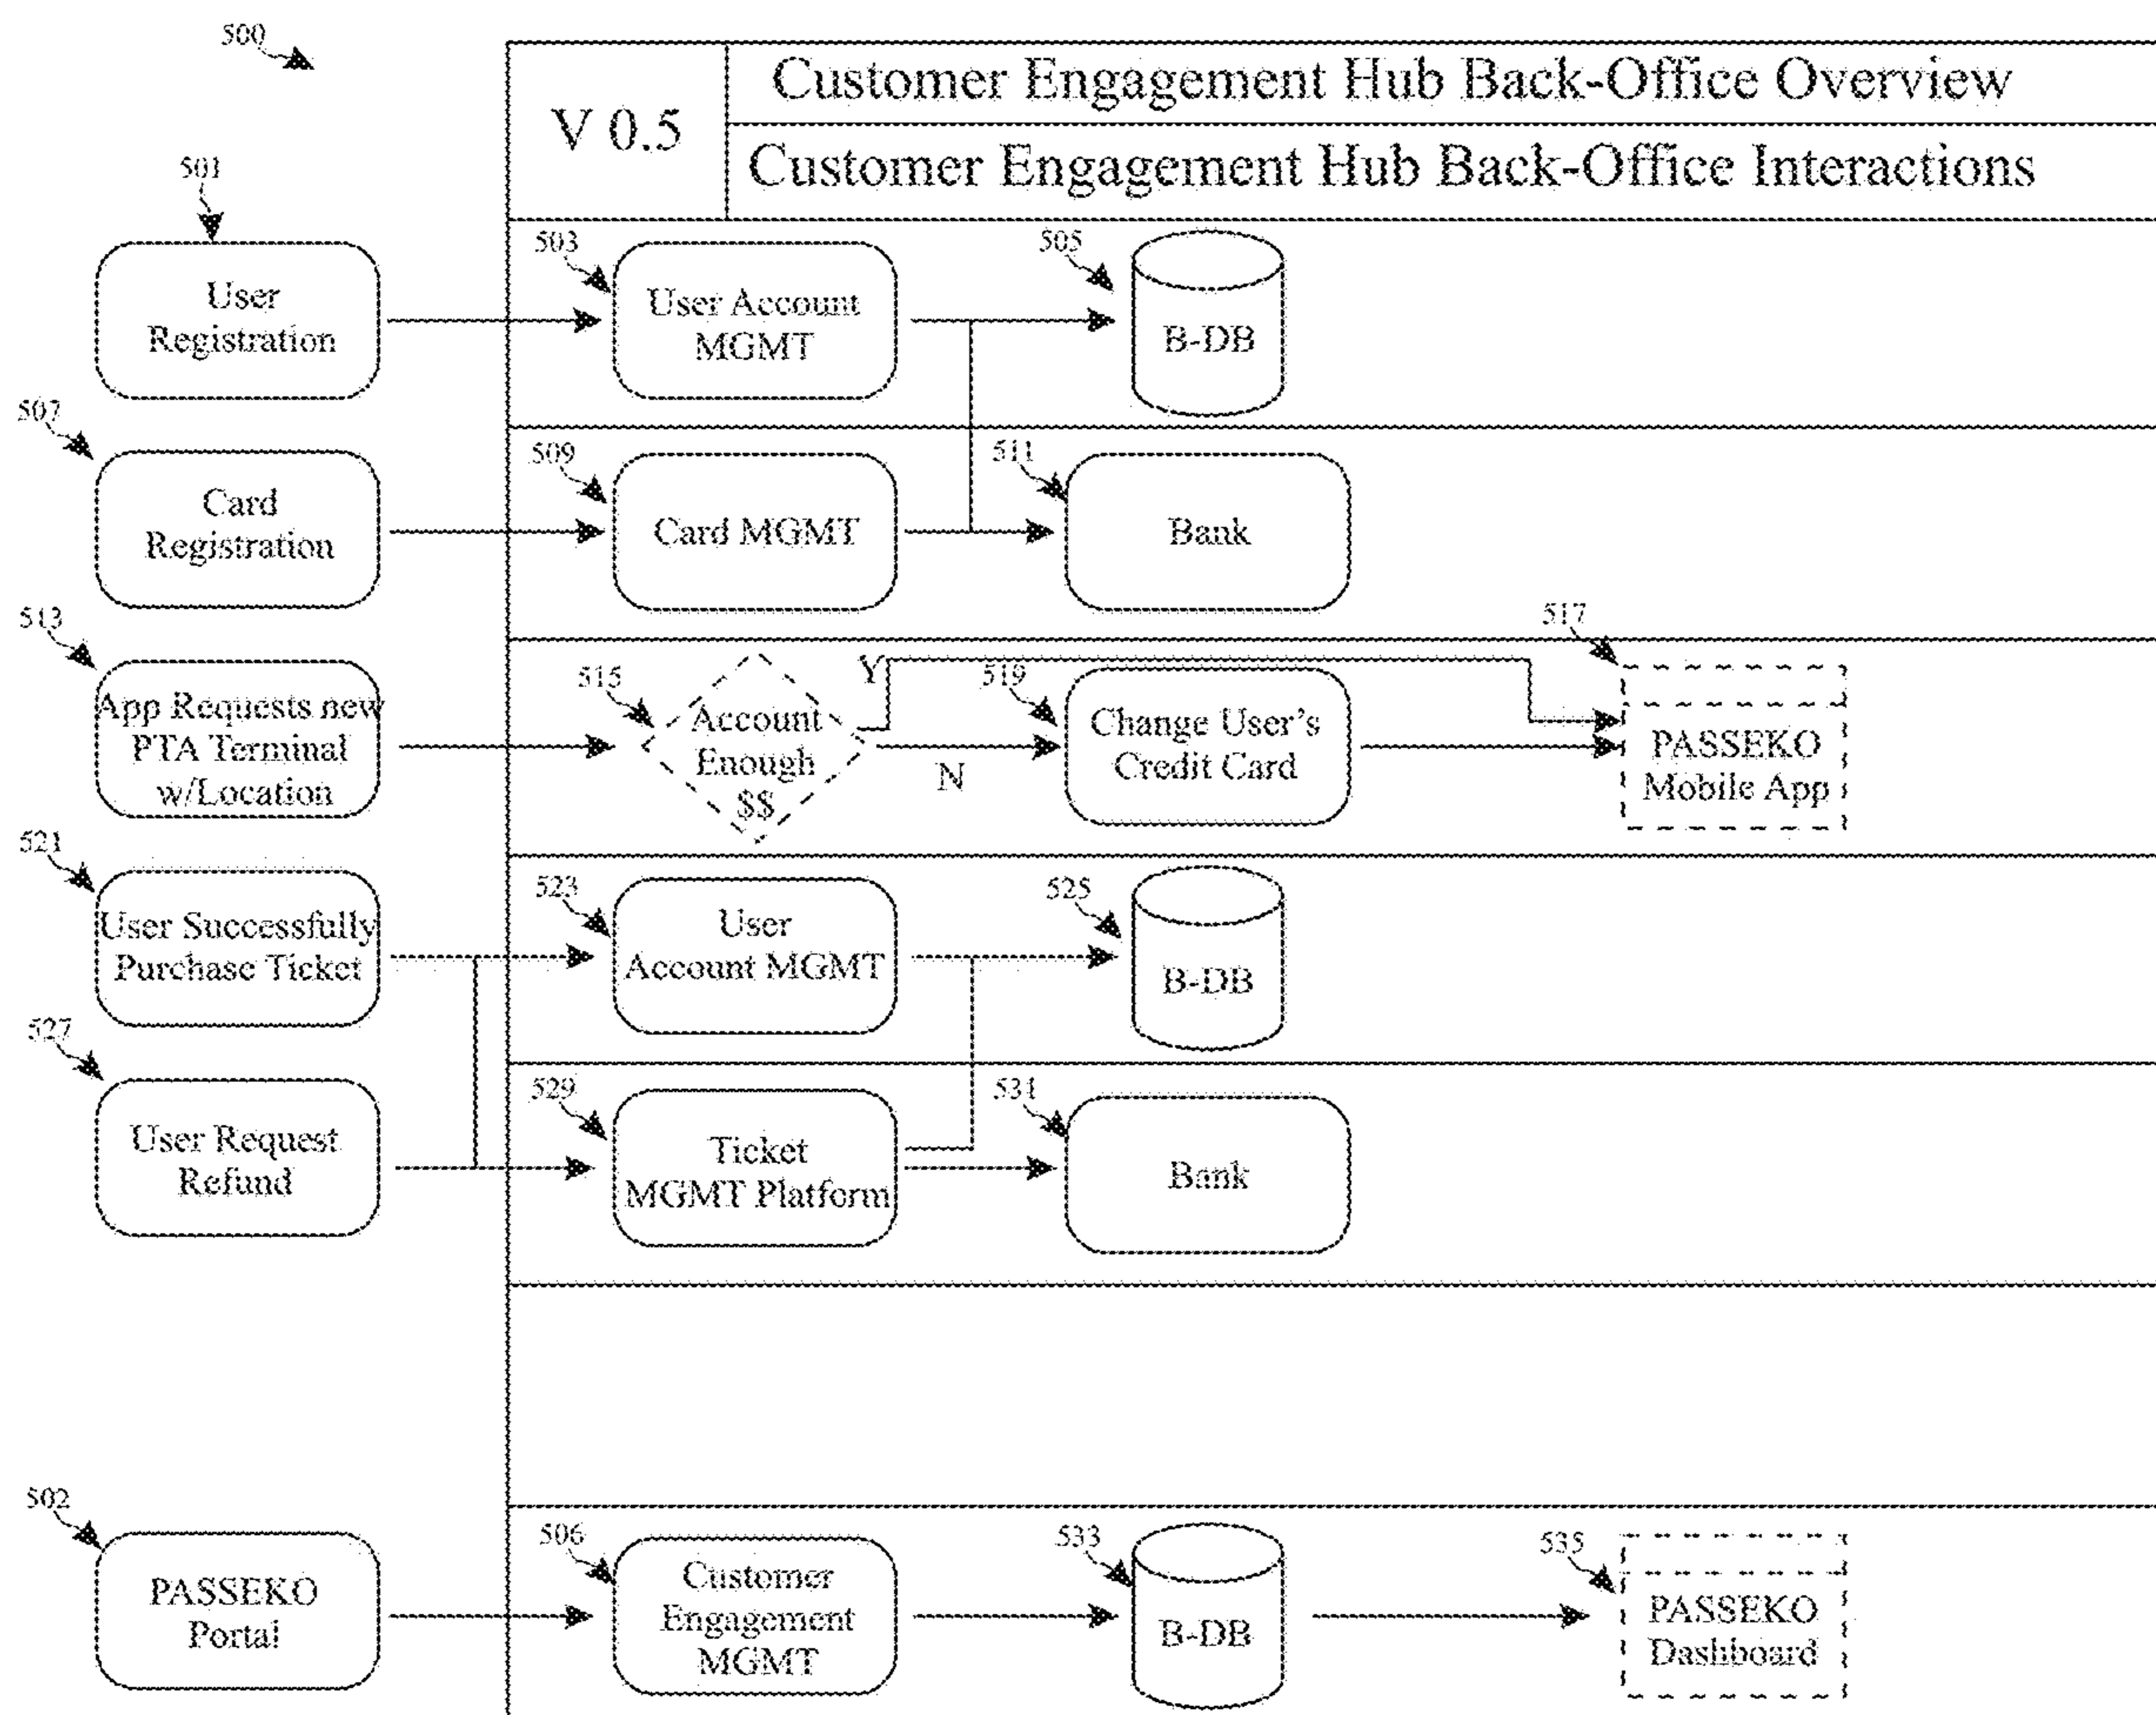 500
V 0.5
Customer Engagement Hub Back-Office Overview
Customer Engagement Hub Back-Office Interactions
501
User
Registration
503
User Account
MGMT
505
B-DB
507
Card
Registration
509
Card MGMT
511
Bank
513
App Requests new
PTA Terminal
w/Location
515
Account
Enough
$$
Y
N
519
Change User's
Credit Card
517
PASSEKO
Mobile App
521
User Successfully
Purchase Ticket
523
User
Account MGMT
525
B-DB
527
User Request
Refund
529
Ticket
MGMT Platform
531
Bank
502
PASSEKO
Portal
506
Customer
Engagement
MGMT
533
B-DB
535
PASSEKO
Dashboard